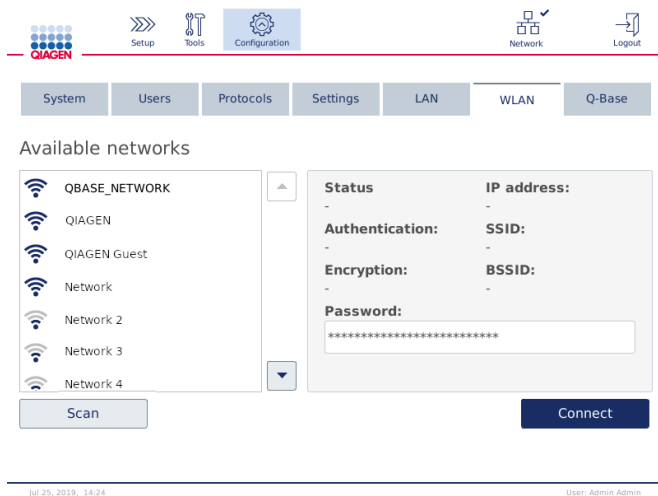 Setup
Tools
Configuration
Network
Logout
QIAGEN
System
Users
Protocols
Settings
LAN
WLAN
Q-Base
Available networks
QBASE_NETWORK
QIAGEN
QIAGEN Guest
Network
Network 2
Network 3
Network 4
Status
-
IP address:
-
Authentication:
-
SSID:
-
Encryption:
-
BSSID:
-
Password:
**************************
Scan
Connect
Jul 25, 2019, 14:24
User: Admin Admin